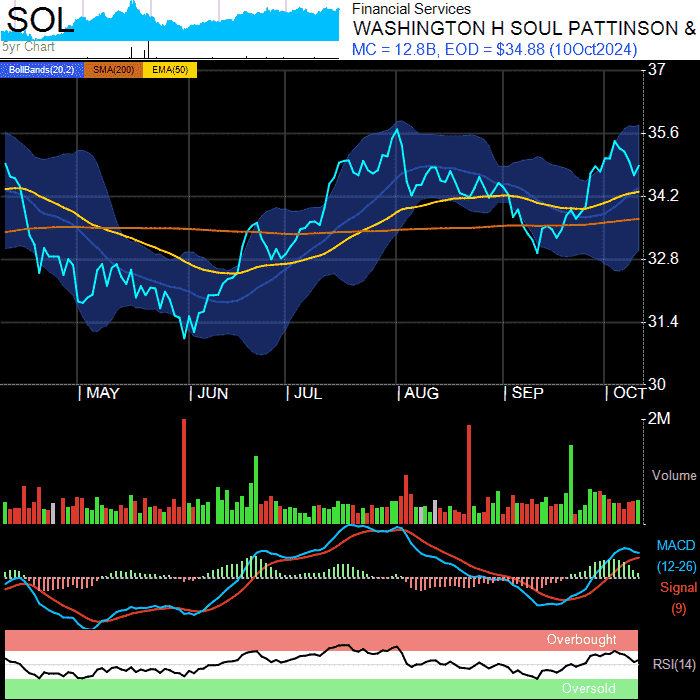 SOL
5yr Chart
Financial Services
WASHINGTON H SOUL PATTINSON &
MC = 12.8B, EOD = $34.88 (10Oct2024)
BollBands(20,2) SMA(200) EMA(50)
37
35.6
34.2
32.8
31.4
30
| MAY | JUN | JUL | AUG | SEP | OCT
2M
Volume
MACD
(12-26)
Signal
(9)
Overbought
RSI(14)
Oversold